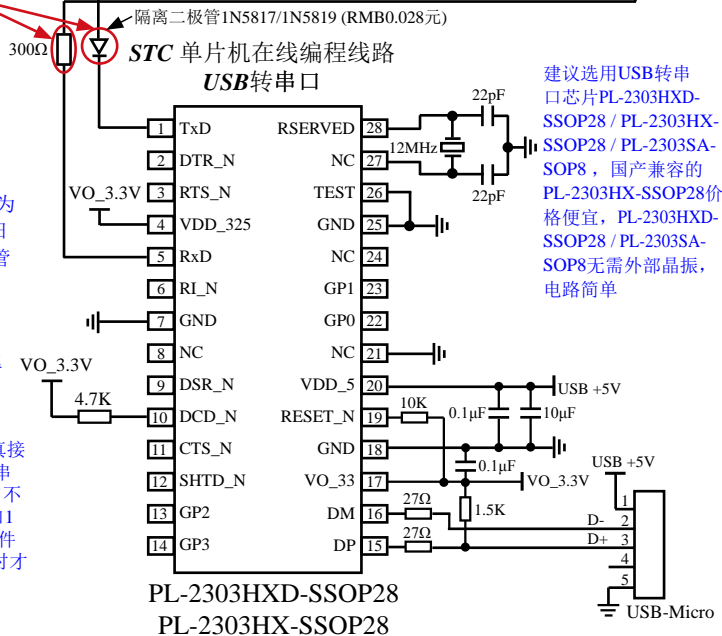 隔离二极管1N5817/1N5819 (RMB0.028元)
300Ω
STC 单片机在线编程线路
USB转串口
建议选用USB转串
口芯片PL-2303HXD-
SSOP28 / PL-2303HX-
SSOP28 / PL-2303SA-
SOP8 ，国产兼容的
PL-2303HX-SSOP28价
格便宜，PL-2303HXD-
SSOP28 / PL-2303SA-
SOP8无需外部晶振，
电路简单
为
管
接
串
不
件
时才
VO_3.3V
VO_3.3V
4.7K
1 TxD
2 DTR_N
3 RTS_N
4 VDD_325
5 RxD
6 RI_N
7 GND
8 NC
9 DSR_N
10 DCD_N
11 CTS_N
12 SHTD_N
13 GP2
14 GP3
RSERVED 28
NC 27
TEST 26
GND 25
NC 24
GP1 23
GP0 22
NC 21
VDD_5 20
RESET_N 19
GND 18
VO_33 17
DM 16
DP 15
22pF
12MHz
22pF
USB +5V
10K
0.1μF
10μF
0.1μF
VO_3.3V
27Ω
1.5K
27Ω
USB +5V
1
D- 2
D+ 3
4
5
USB-Micro
PL-2303HXD-SSOP28
PL-2303HX-SSOP28